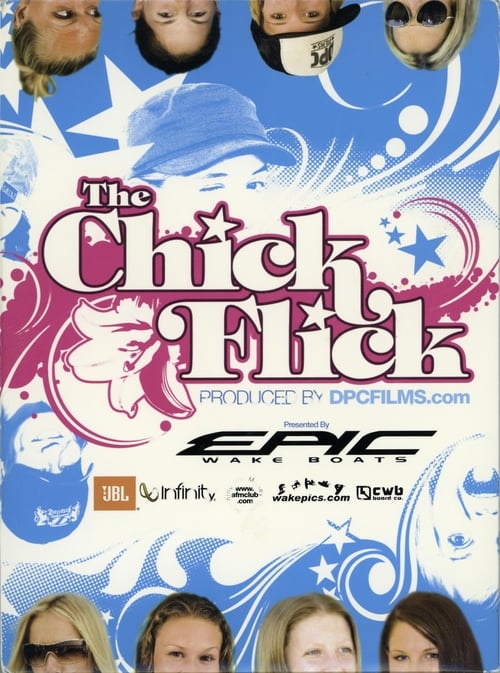 The
Chick
Flick
PRODUCED BY DPCFILMS.com
Presented By
EPIC
WAKE BOATS
JBL
Infinity
www.
afmclub
.com
wakepics.com
cwb
board co.